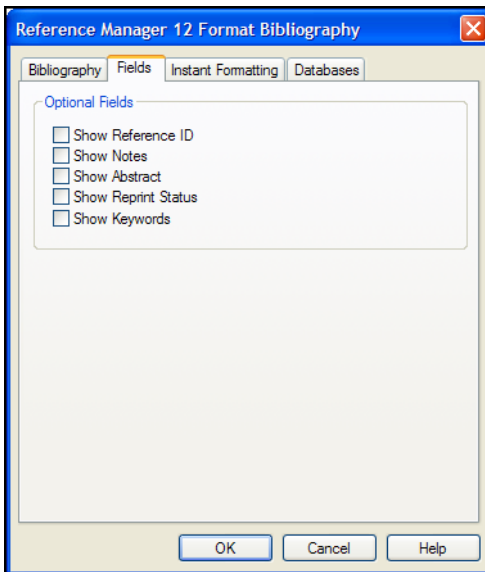 Reference Manager 12 Format Bibliography
Bibliography Fields Instant Formatting Databases
Optional Fields
Show Reference ID
Show Notes
Show Abstract
Show Reprint Status
Show Keywords
OK Cancel Help